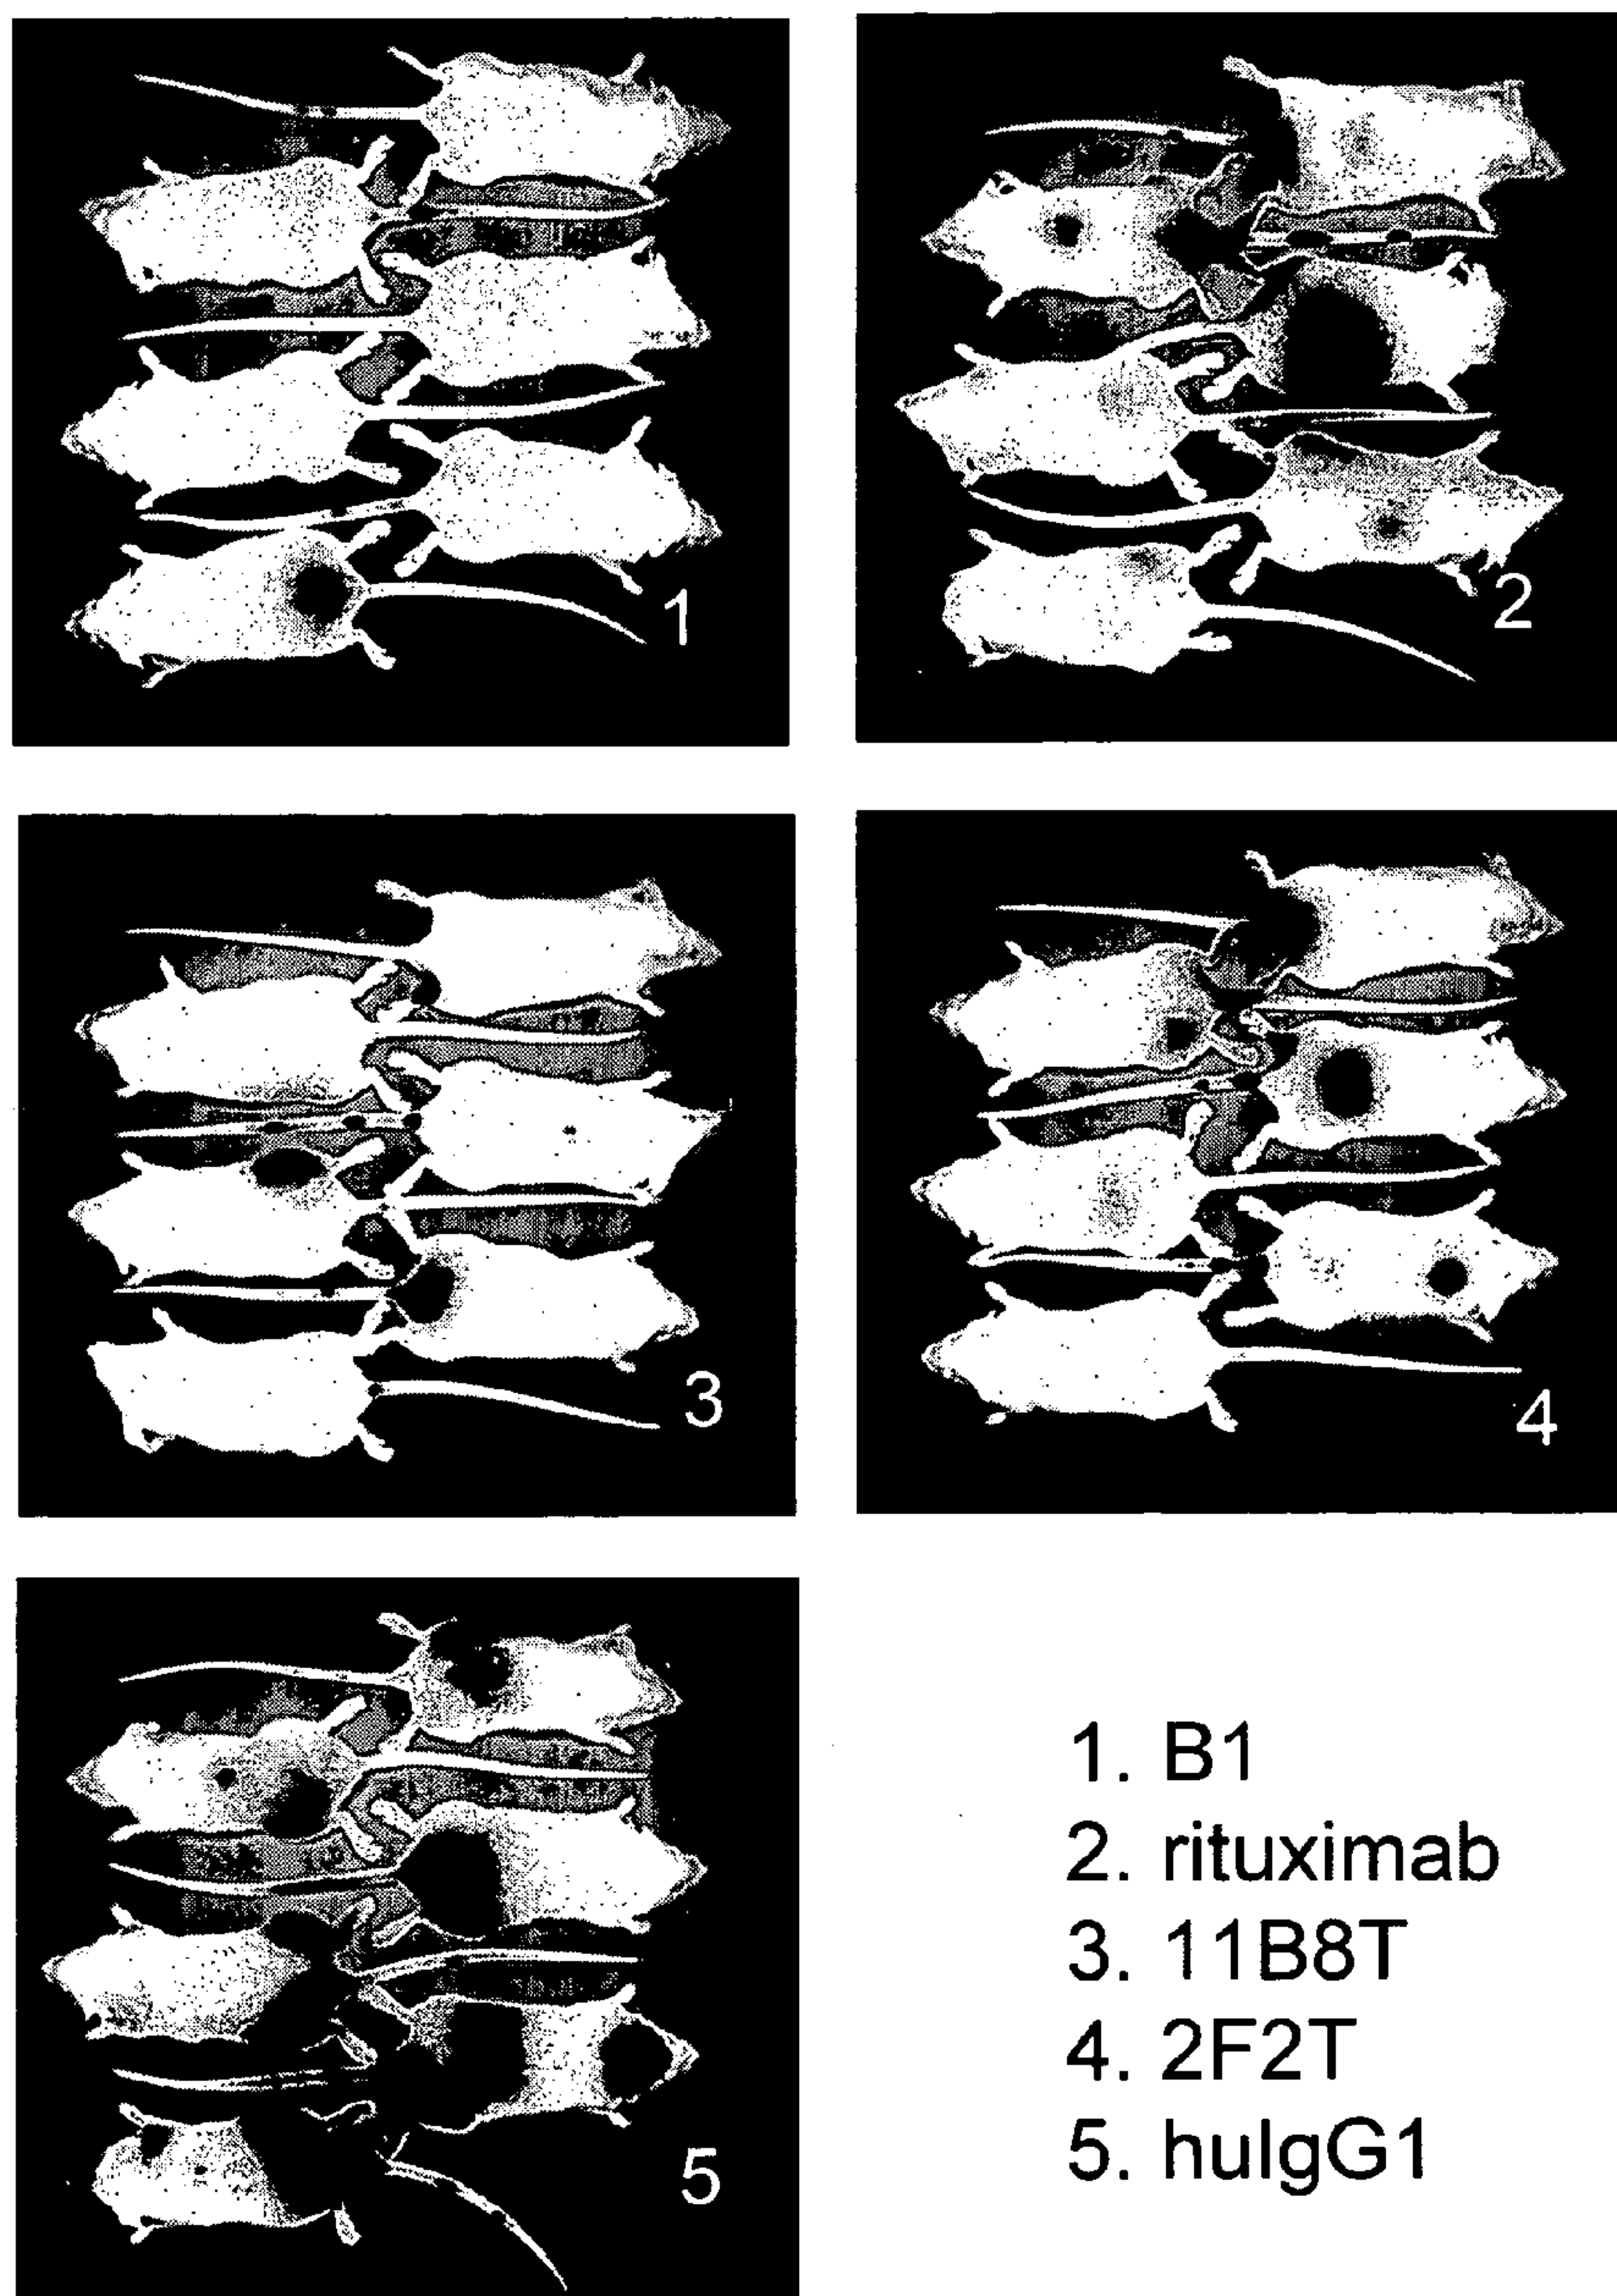 1
2
3
4
5
1. B1
2. rituximab
3. 11B8T
4. 2F2T
5. huIgG1